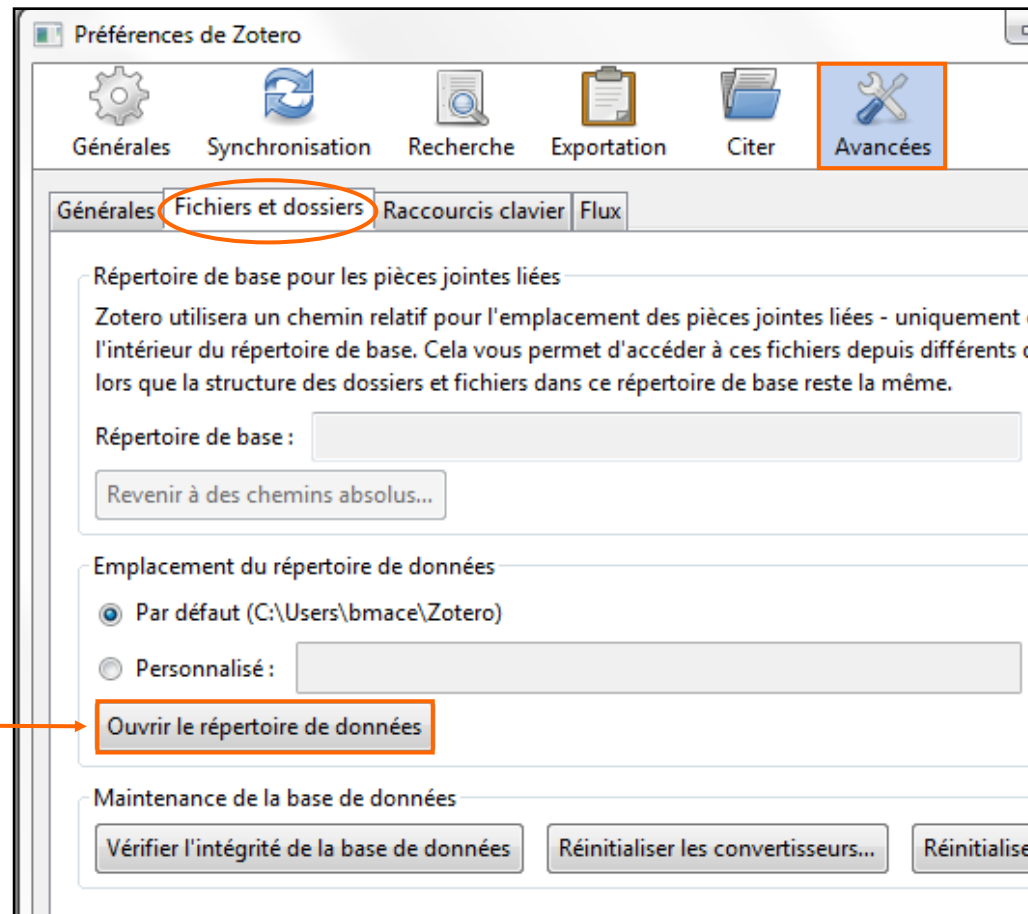 Préférences de Zotero
Générales Synchronisation Recherche Exportation Citer Avancées
Générales Fichiers et dossiers Raccourcis clavier Flux
Répertoire de base pour les pièces jointes liées
Zotero utilisera un chemin relatif pour l'emplacement des pièces jointes liées - uniquement
l'intérieur du répertoire de base. Cela vous permet d'accéder à ces fichiers depuis différents
lors que la structure des dossiers et fichiers dans ce répertoire de base reste la même.
Répertoire de base :
Revenir à des chemins absolus...
Emplacement du répertoire de données
Par défaut (C:\Users\bmace\Zotero)
Personnalisé :
Ouvrir le répertoire de données
Maintenance de la base de données
Vérifier l'intégrité de la base de données Réinitialiser les convertisseurs... Réinitialise